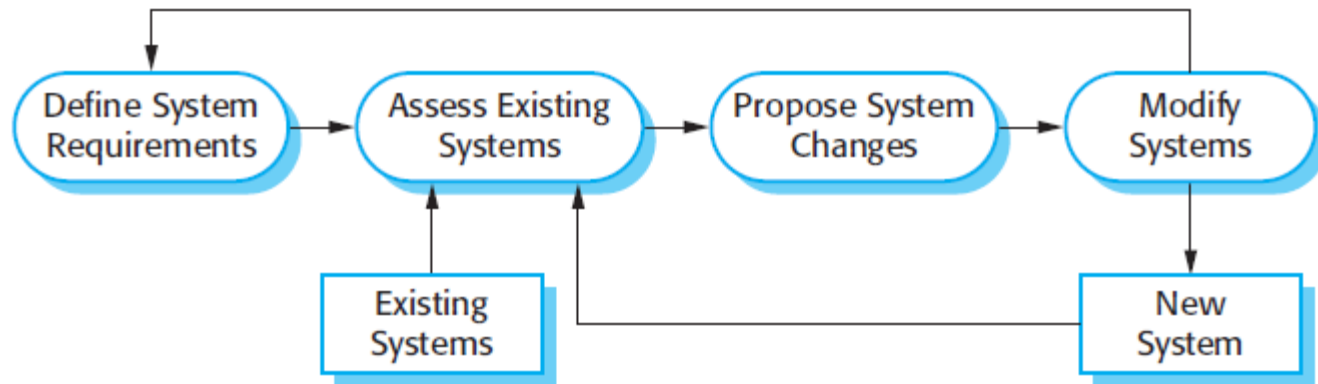 Define System
Requirements
Assess Existing
Systems
Propose System
Changes
Modify
Systems
Existing
Systems
New
System